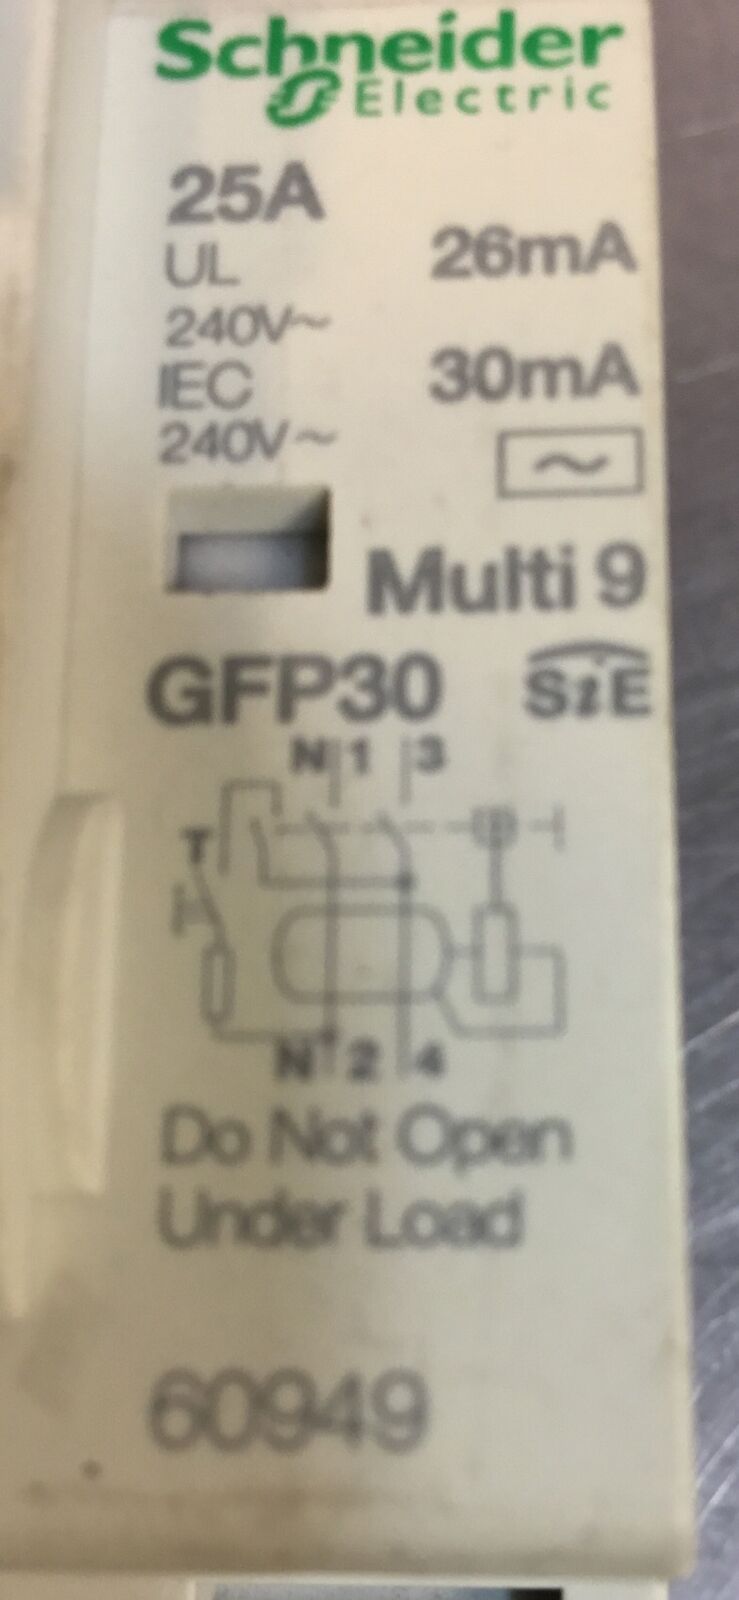 Schneider
Electric
25A
UL 26mA
240V~
IEC 30mA
240V~ ~
Multi 9
GFP30 SiE
N 1 3
T
N 2 4
Do Not Open
Under Load
60949